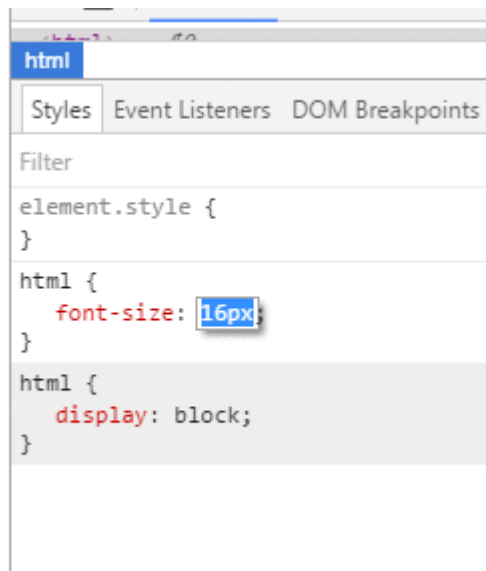 html
Styles Event Listeners DOM Breakpoints
Filter
element.style {
}
html {
font-size: 16px;
}
html {
display: block;
}